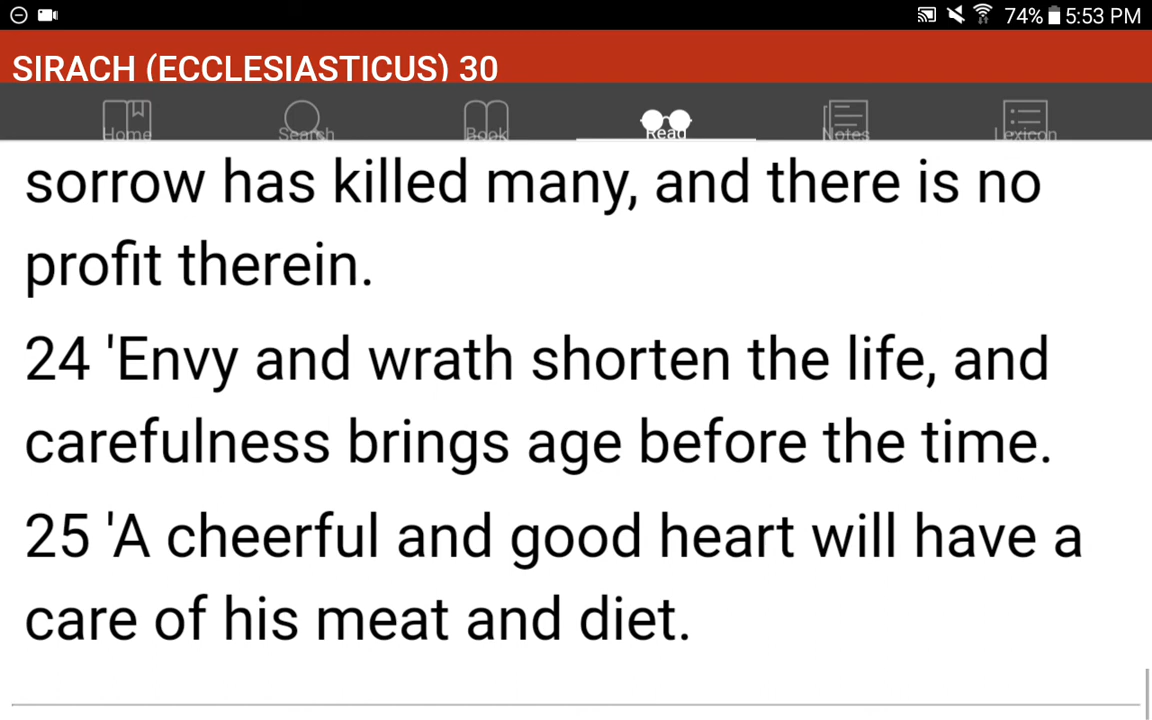 74% 5:53 PM
SIRACH (ECCLESIASTICUS) 30
Home Search Book Read Notes Lexicon
sorrow has killed many, and there is no
profit therein.
24 'Envy and wrath shorten the life, and
carefulness brings age before the time.
25 'A cheerful and good heart will have a
care of his meat and diet.